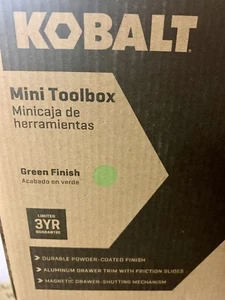 KOBALT
Mini Toolbox
Minicaja de
herramientas
Green Finish
Acabado en verde
LIMITED
3YR
GUARANTEE
DURABLE POWDER-COATED FINISH
ALUMINUM DRAWER TRIM WITH FRICTION SLIDES
MAGNETIC DRAWER-SHUTTING MECHANISM